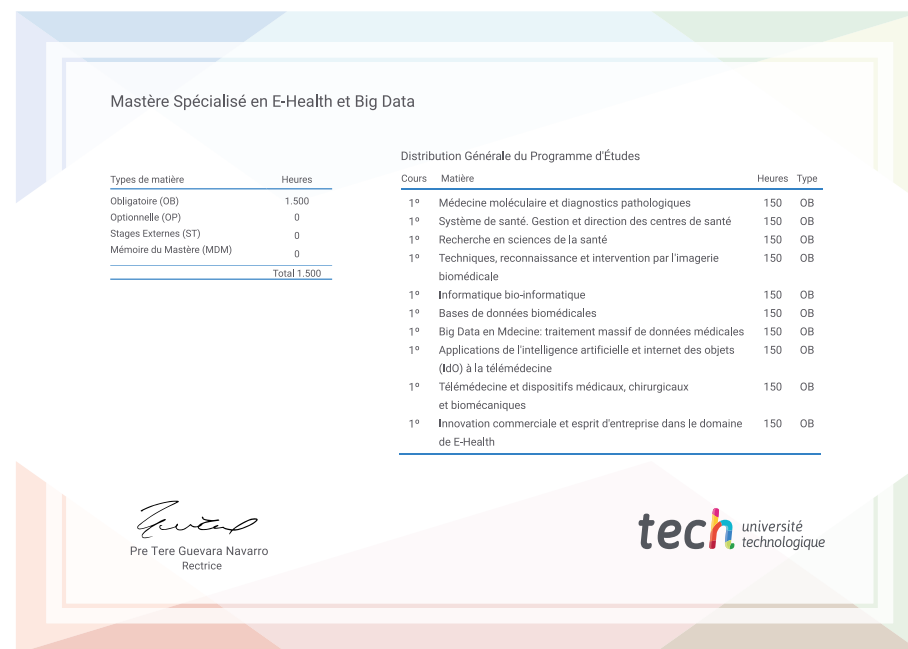 Mastère Spécialisé en E-Health et Big Data
Types de matière Heures
Obligatoire (OB) 1.500
Optionnelle (OP) 0
Stages Externes (ST) 0
Mémoire du Mastère (MDM) 0
Total 1.500
Distribution Générale du Programme d'Études
Cours Matière Heures Type
1º Médecine moléculaire et diagnostics pathologiques 150 OB
1º Système de santé. Gestion et direction des centres de santé 150 OB
1º Recherche en sciences de la santé 150 OB
1º Techniques, reconnaissance et intervention par l'imagerie 150 OB
biomédicale
1º Informatique bio-informatique 150 OB
1º Bases de données biomédicales 150 OB
1º Big Data en Mdecine: traitement massif de données médicales 150 OB
1º Applications de l'intelligence artificielle et internet des objets 150 OB
(IdO) à la télémédecine
1º Télémédecine et dispositifs médicaux, chirurgicaux 150 OB
et biomécaniques
1º Innovation commerciale et esprit d'entreprise dans le domaine 150 OB
de E-Health
Pre Tere Guevara Navarro
Rectrice
tech université
technologique